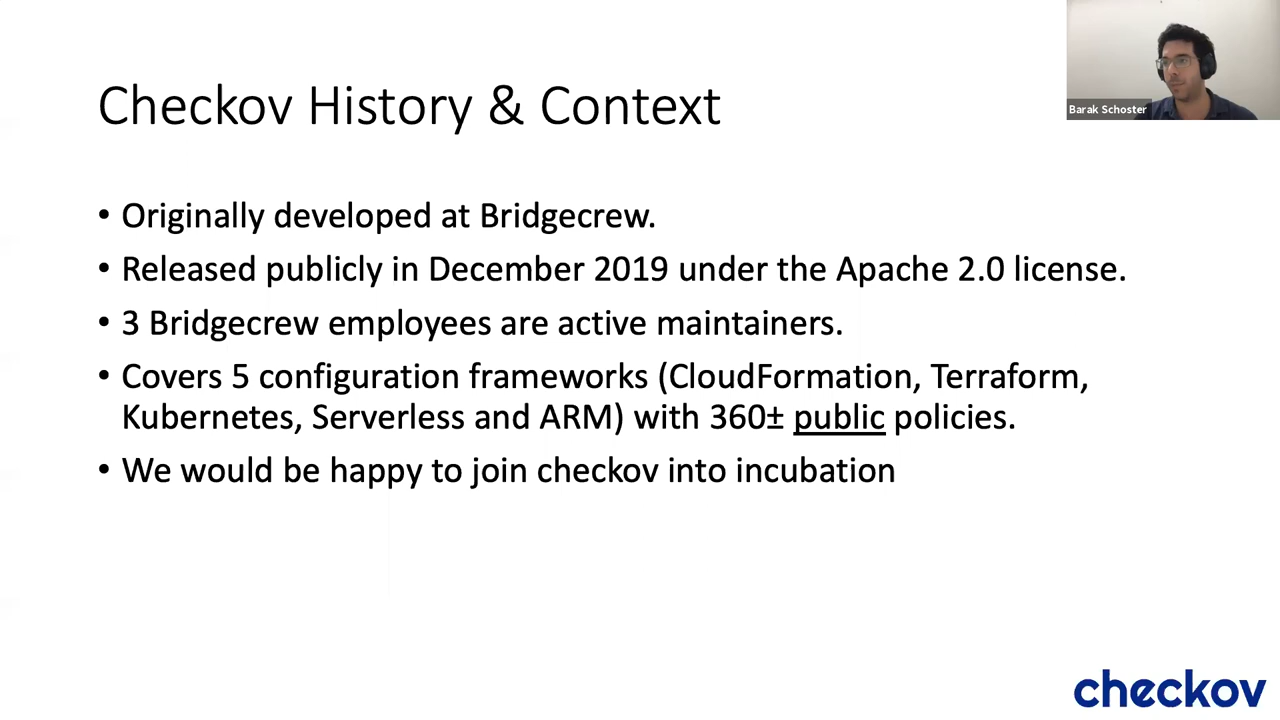 Checkov History & Context
Barak Schoster
• Originally developed at Bridgecrew.
• Released publicly in December 2019 under the Apache 2.0 license.
• 3 Bridgecrew employees are active maintainers.
• Covers 5 configuration frameworks (CloudFormation, Terraform,
Kubernetes, Serverless and ARM) with 360± public policies.
• We would be happy to join checkov into incubation
checkov